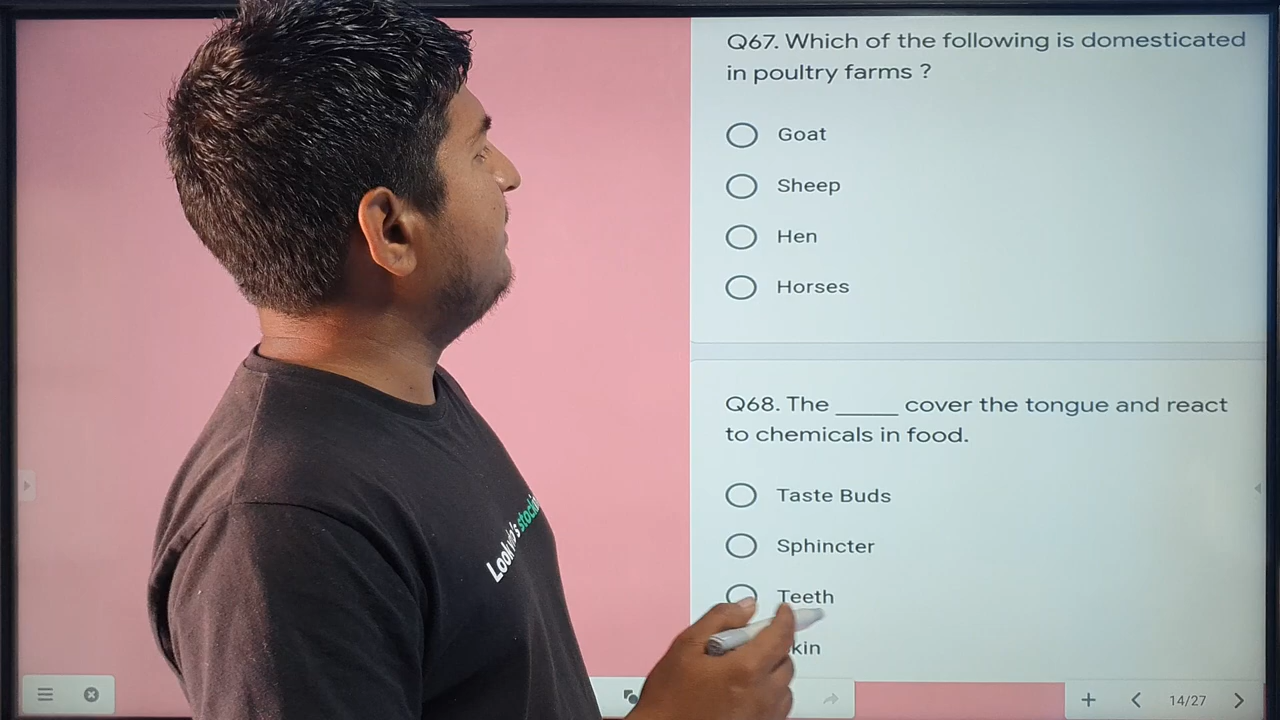 Q67. Which of the following is domesticated
in poultry farms ?
Goat
Sheep
Hen
Horses
Q68. The _____ cover the tongue and react
to chemicals in food.
Taste Buds
Sphincter
Teeth
kin
Look
14/27